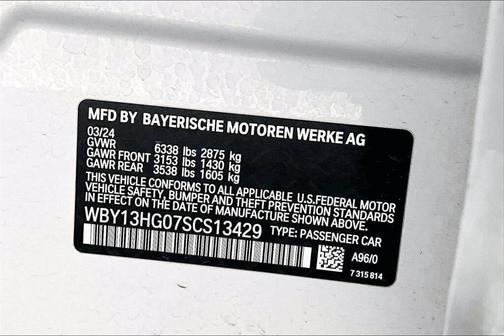 MFD BY BAYERISCHE MOTOREN WERKE AG
03/24
GVWR 6338 lbs 2875 kg
GAWR FRONT 3153 lbs 1430 kg
GAWR REAR 3538 lbs 1605 kg
THIS VEHICLE CONFORMS TO ALL APPLICABLE U.S.FEDERAL MOTOR
VEHICLE SAFETY, BUMPER AND THEFT PREVENTION STANDARDS
IN EFFECT ON THE DATE OF MANUFACTURE SHOWN ABOVE.
WBY13HG07SCS13429 TYPE: PASSENGER CAR
A96/0
7 315 814